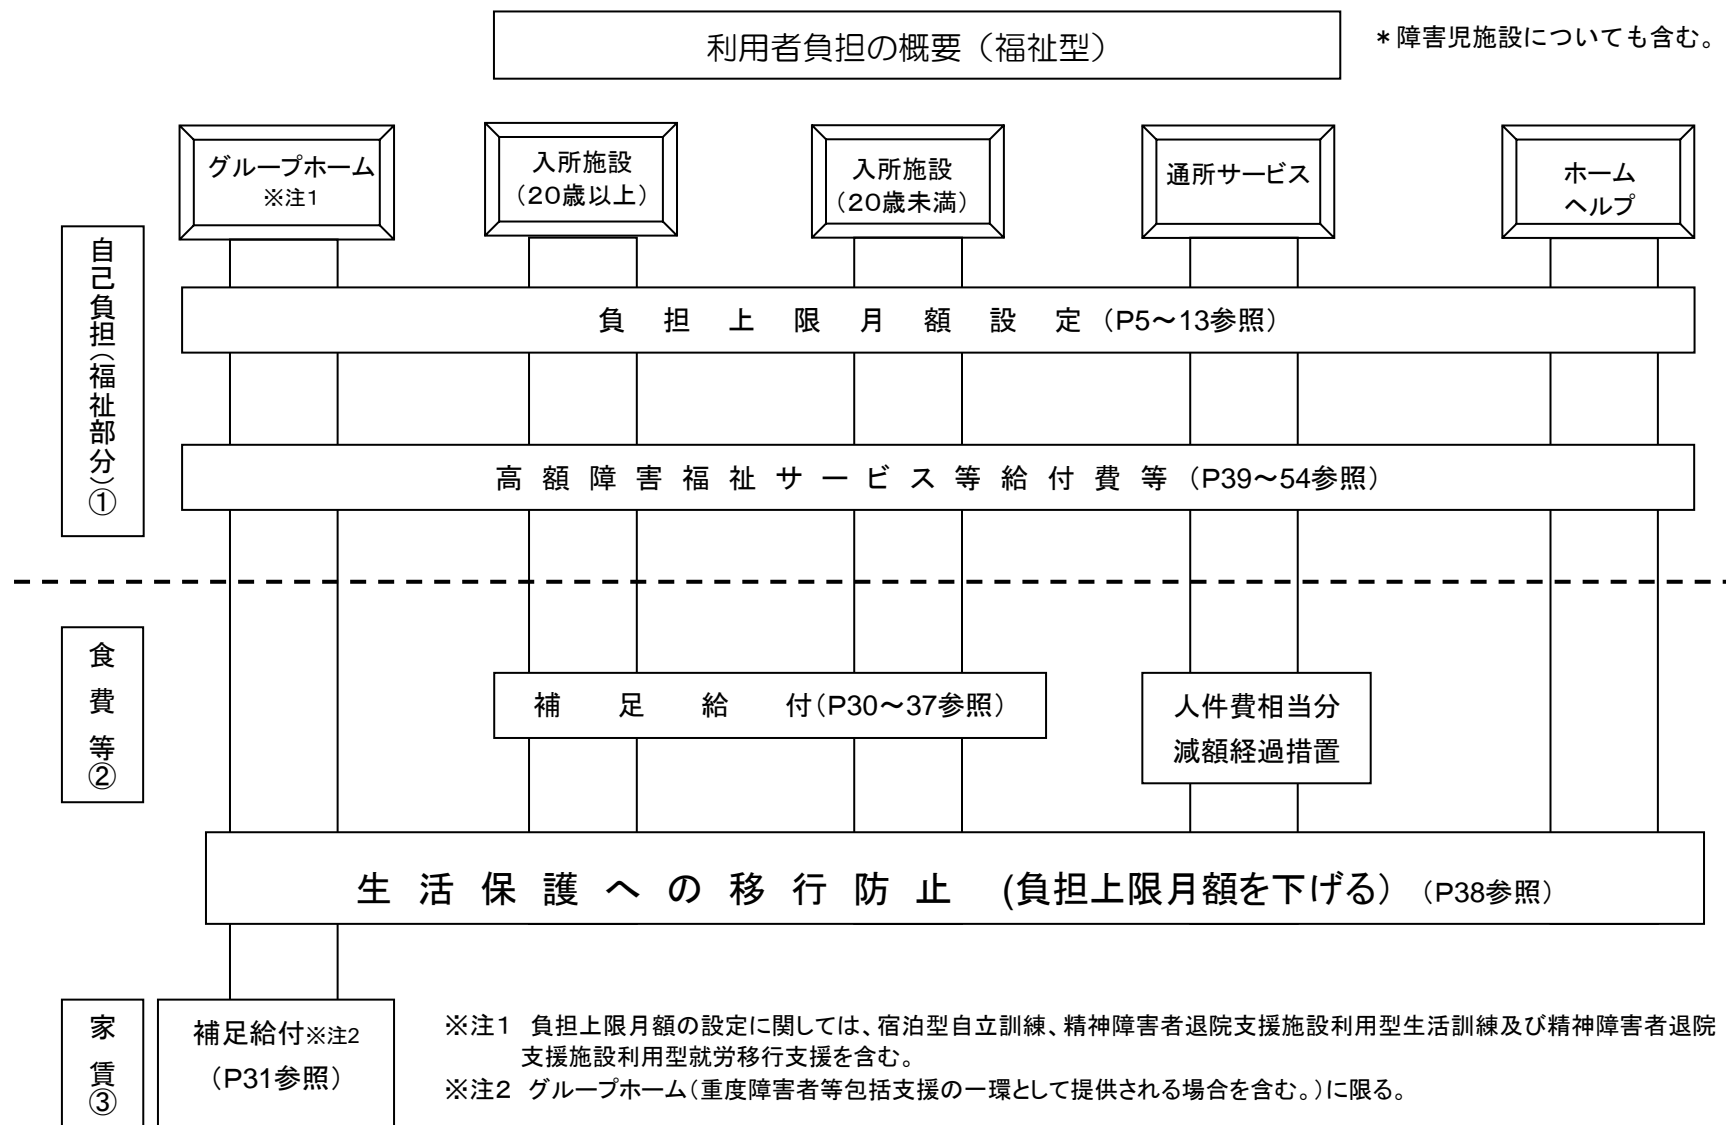 利用者負担の概要（福祉型）
＊障害児施設についても含む。
グループホーム
※注1
入所施設
（20歳以上）
入所施設
（20歳未満）
通所サービス
ホーム
ヘルプ
自己負担（福祉部分）①
負担上限月額設定（P5～13参照）
高額障害福祉サービス等給付費等（P39～54参照）
食費等②
補足給付（P30～37参照）
人件費相当分
減額経過措置
生活保護への移行防止 (負担上限月額を下げる）（P38参照）
家賃③
補足給付※注2
（P31参照）
※注1 負担上限月額の設定に関しては、宿泊型自立訓練、精神障害者退院支援施設利用型生活訓練及び精神障害者退院
支援施設利用型就労移行支援を含む。
※注2 グループホーム（重度障害者等包括支援の一環として提供される場合を含む。）に限る。